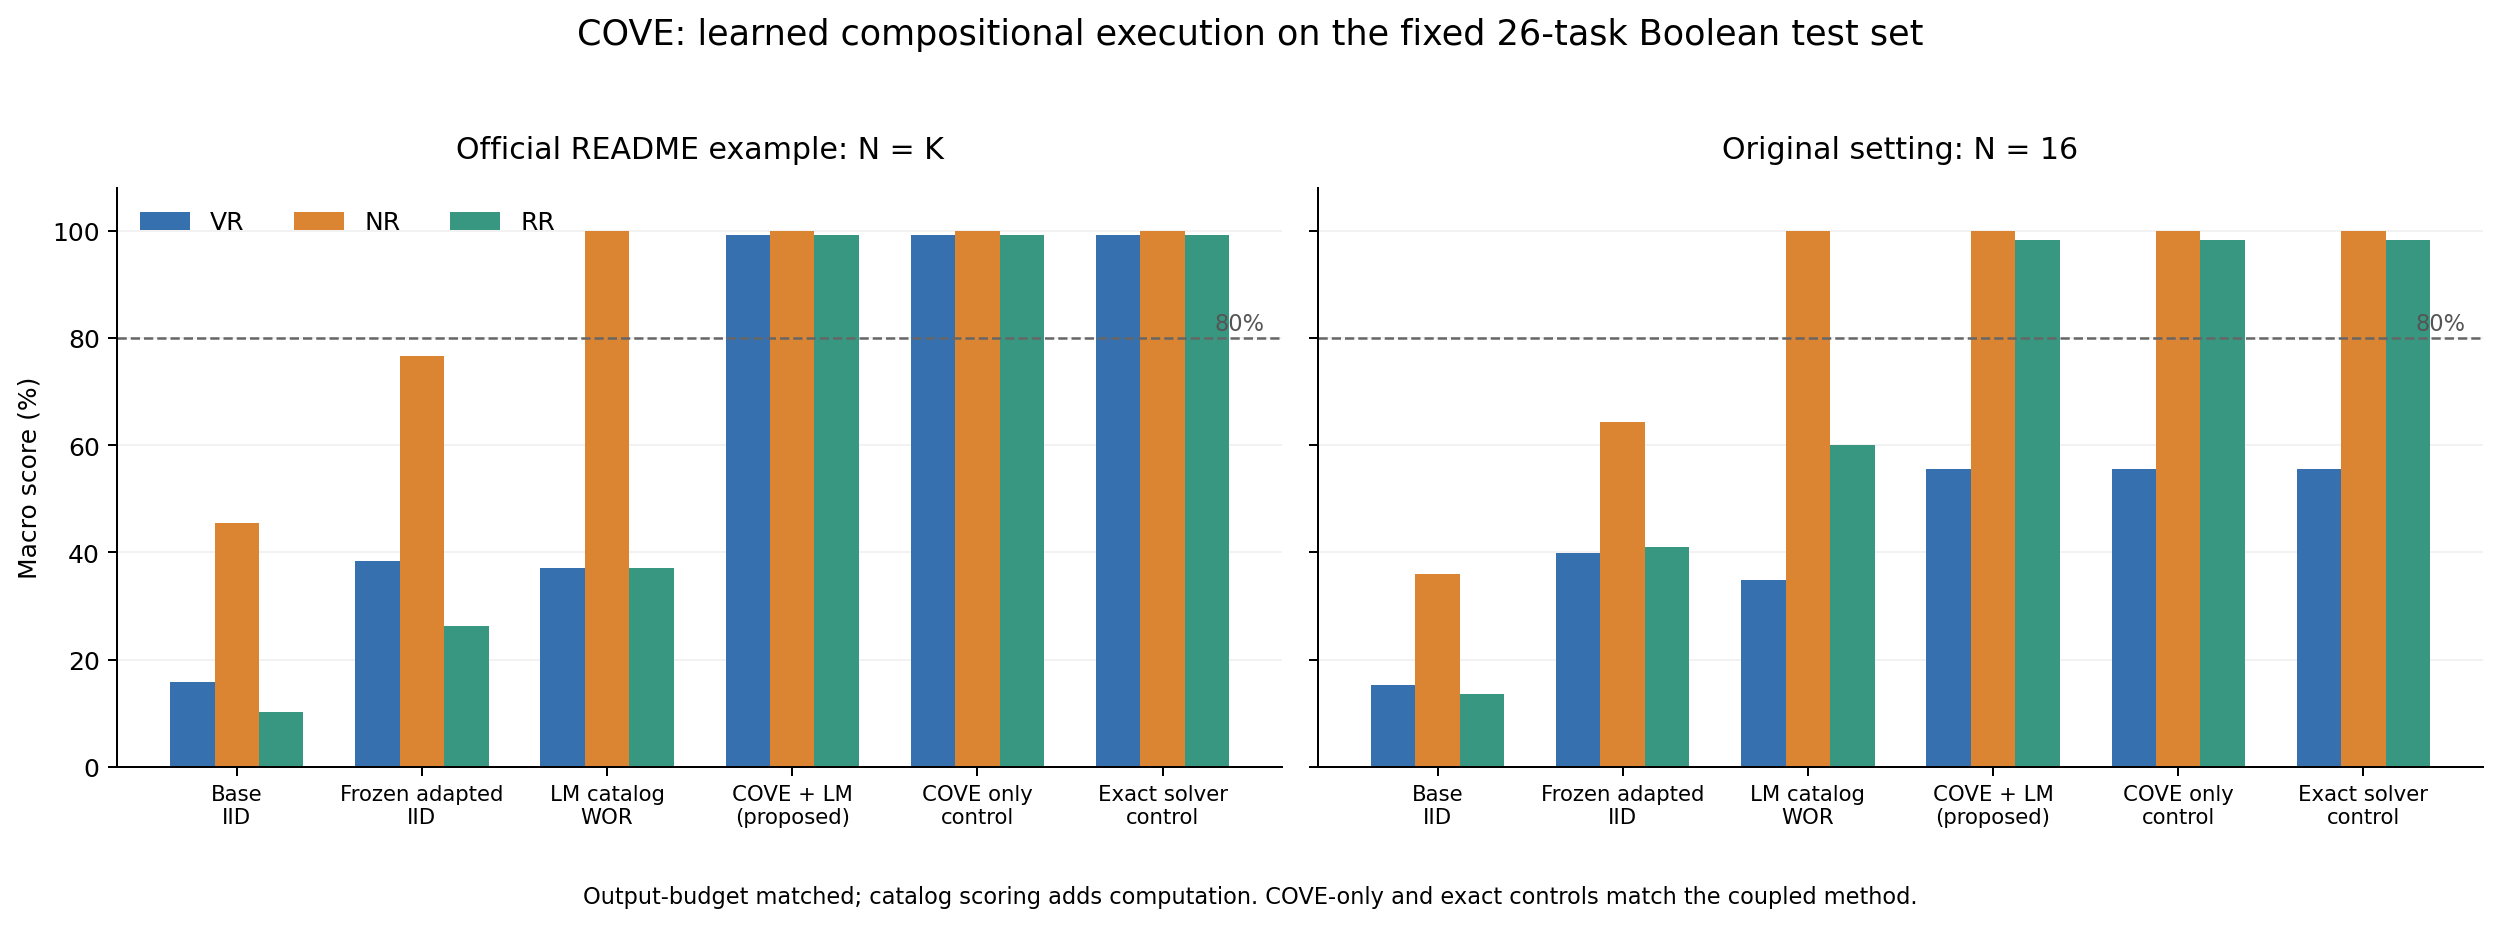 COVE: learned compositional execution on the fixed 26-task Boolean test set
Official README example: N = K
VR NR RR
Macro score (%)
100
80
60
40
20
0
80%
Base
IID
Frozen adapted
IID
LM catalog
WOR
COVE + LM
(proposed)
COVE only
control
Exact solver
control
Original setting: N = 16
80%
Base
IID
Frozen adapted
IID
LM catalog
WOR
COVE + LM
(proposed)
COVE only
control
Exact solver
control
Output-budget matched; catalog scoring adds computation. COVE-only and exact controls match the coupled method.